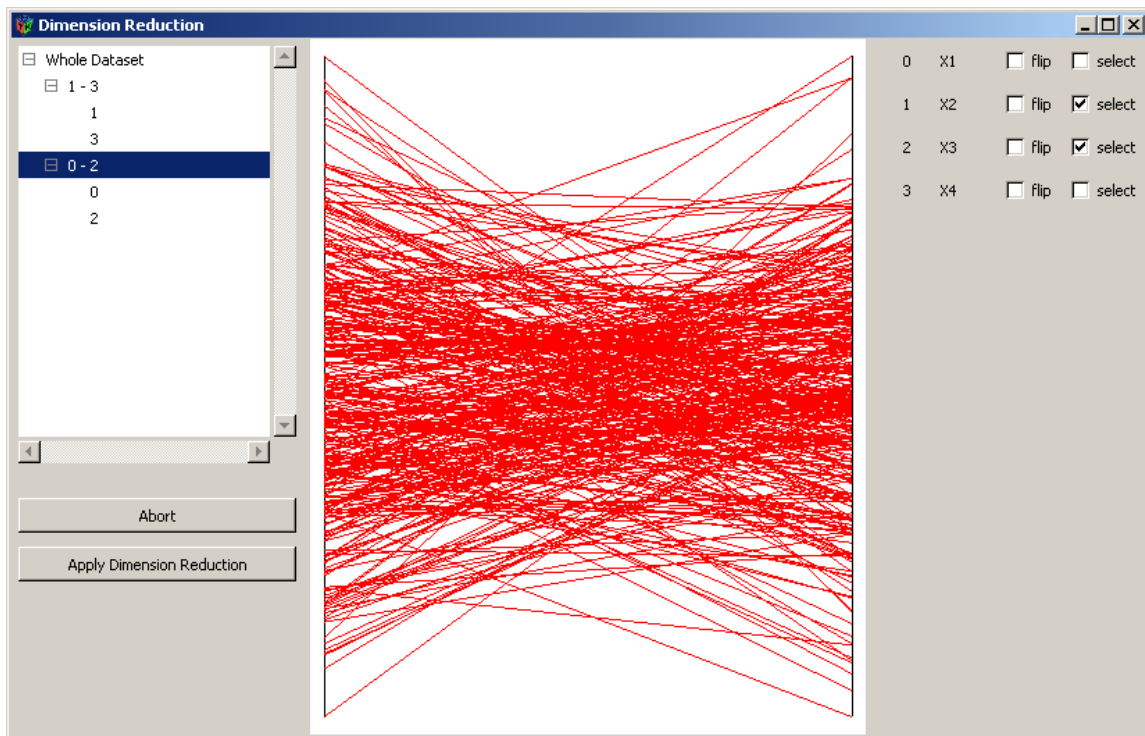 Dimension Reduction
Whole Dataset
1 - 3
1
3
0 - 2
0
2
Abort
Apply Dimension Reduction
0 X1 flip select
1 X2 flip select
2 X3 flip select
3 X4 flip select